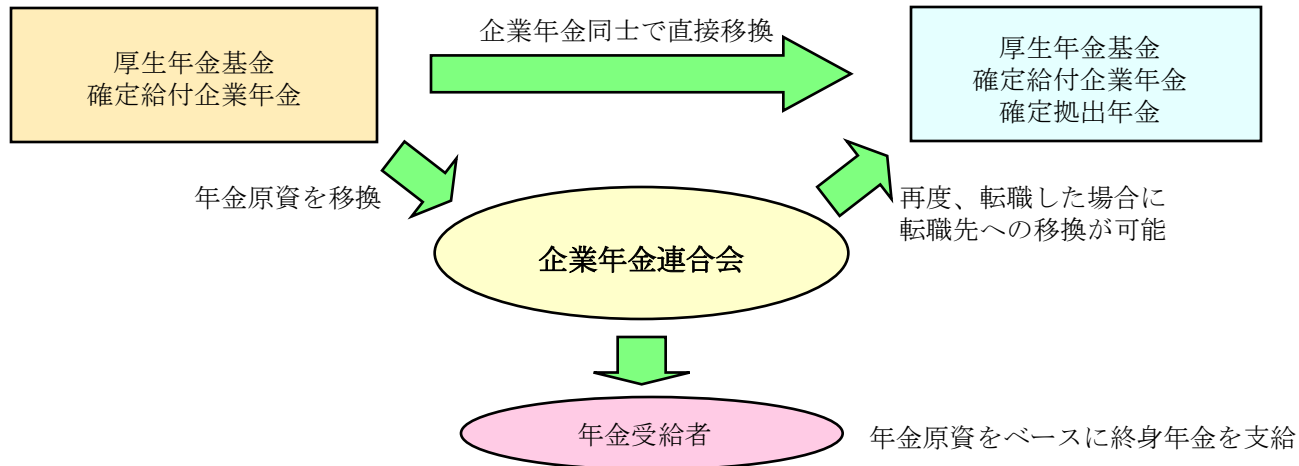 厚生年金基金
確定給付企業年金
企業年金同士で直接移換
厚生年金基金
確定給付企業年金
確定拠出年金
年金原資を移換
再度、転職した場合に
転職先への移換が可能
企業年金連合会
年金受給者
年金原資をベースに終身年金を支給